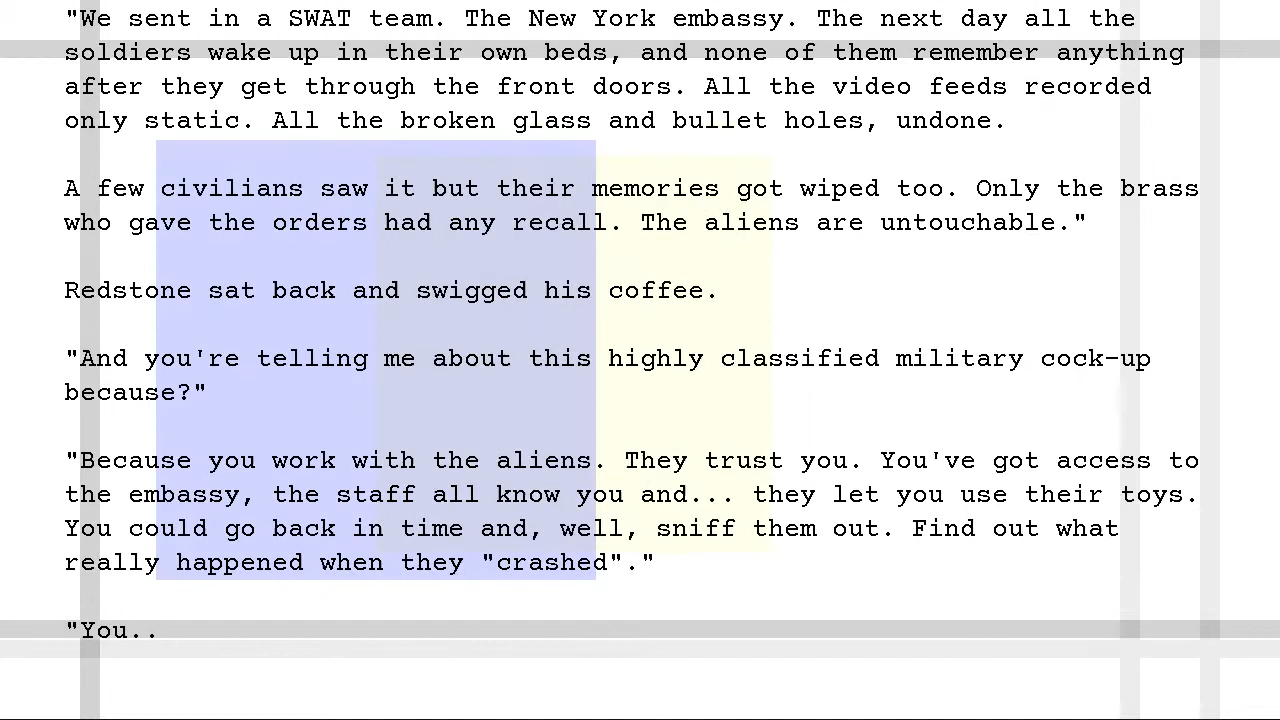 "We sent in a SWAT team. The New York embassy. The next day all the
soldiers wake up in their own beds, and none of them remember anything
after they get through the front doors. All the video feeds recorded
only static. All the broken glass and bullet holes, undone.
A few civilians saw it but their memories got wiped too. Only the brass
who gave the orders had any recall. The aliens are untouchable."
Redstone sat back and swigged his coffee.
"And you're telling me about this highly classified military cock-up
because?"
"Because you work with the aliens. They trust you. You've got access to
the embassy, the staff all know you and... they let you use their toys.
You could go back in time and, well, sniff them out. Find out what
really happened when they "crashed"."
"You..